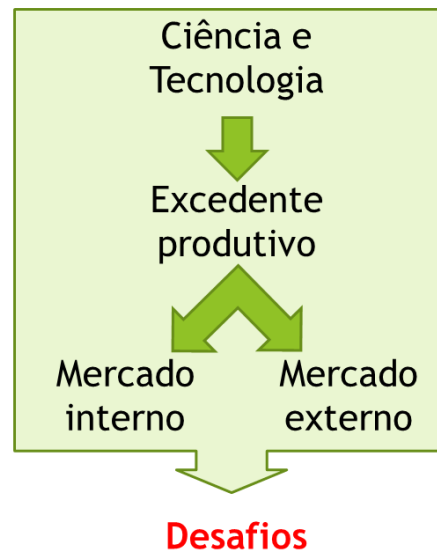 Ciência e
Tecnologia
Excedente
produtivo
Mercado
interno
Mercado
externo
Desafios